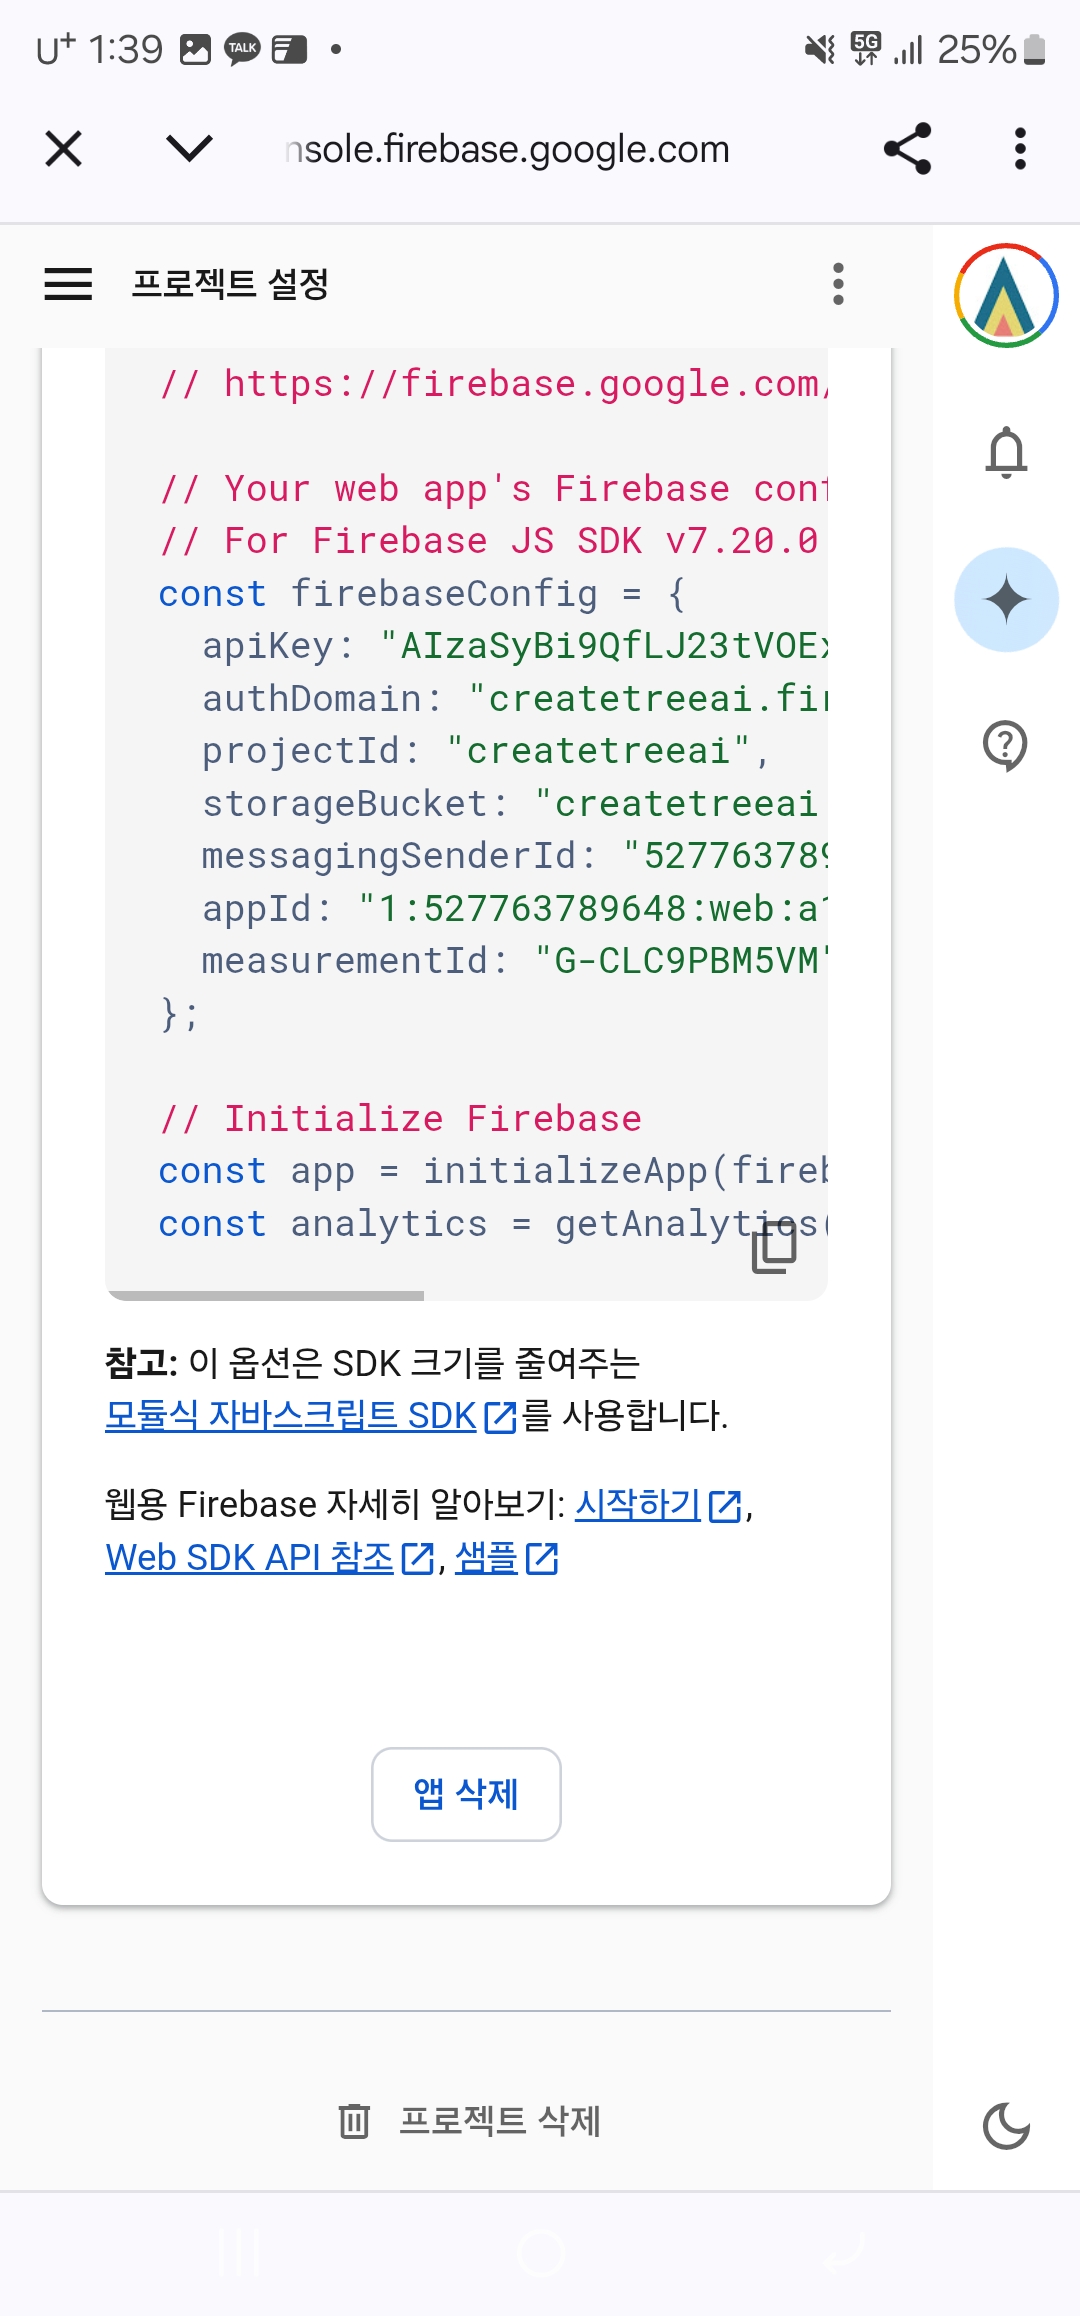 U+ 1:39 TALK 5G 25%
nsole.firebase.google.com
프로젝트 설정
// https://firebase.google.com/
// Your web app's Firebase conf
// For Firebase JS SDK v7.20.0
const firebaseConfig = {
apiKey: "AIzaSyBi9QfLJ23tVOEx
authDomain: "createtreeai.fir
projectId: "createtreeai",
storageBucket: "createtreeai
messagingSenderId: "527763789
appId: "1:527763789648:web:a1
measurementId: "G-CLC9PBM5VM"
};
// Initialize Firebase
const app = initializeApp(fireb
const analytics = getAnalytics(
참고: 이 옵션은 SDK 크기를 줄여주는
모듈식 자바스크립트 SDK를 사용합니다.
웹용 Firebase 자세히 알아보기: 시작하기,
Web SDK API 참조, 샘플
앱 삭제
프로젝트 삭제